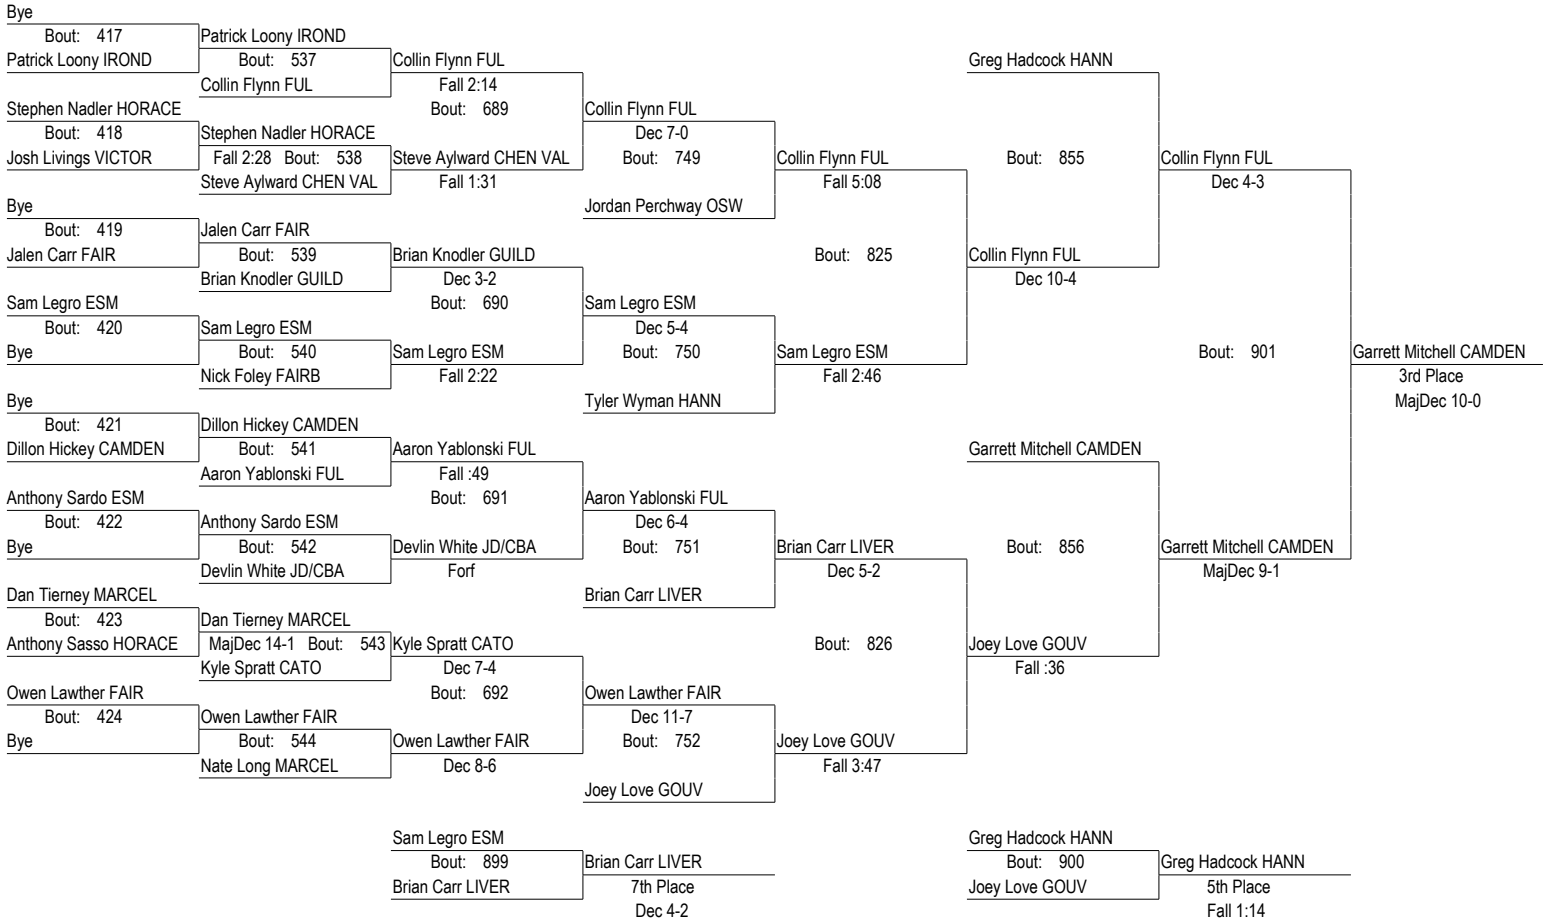 Bye
Bout: 417
Patrick Loony IROND
Patrick Loony IROND
Bout: 537
Collin Flynn FUL
Collin Flynn FUL
Fall 2:14
Bout: 689
Greg Hadcock HANN
Stephen Nadler HORACE
Bout: 418
Josh Livings VICTOR
Stephen Nadler HORACE
Fall 2:28 Bout: 538
Steve Aylward CHEN VAL
Steve Aylward CHEN VAL
Fall 1:31
Collin Flynn FUL
Dec 7-0
Bout: 749
Jordan Perchway OSW
Collin Flynn FUL
Fall 5:08
Bout: 855
Collin Flynn FUL
Dec 4-3
Bye
Bout: 419
Jalen Carr FAIR
Jalen Carr FAIR
Bout: 539
Brian Knodler GUILD
Brian Knodler GUILD
Dec 3-2
Bout: 690
Bout: 825
Collin Flynn FUL
Dec 10-4
Sam Legro ESM
Bout: 420
Bye
Sam Legro ESM
Bout: 540
Nick Foley FAIRB
Sam Legro ESM
Fall 2:22
Sam Legro ESM
Dec 5-4
Bout: 750
Tyler Wyman HANN
Sam Legro ESM
Fall 2:46
Bout: 901
Garrett Mitchell CAMDEN
3rd Place
MajDec 10-0
Bye
Bout: 421
Dillon Hickey CAMDEN
Dillon Hickey CAMDEN
Bout: 541
Aaron Yablonski FUL
Aaron Yablonski FUL
Fall :49
Bout: 691
Garrett Mitchell CAMDEN
Anthony Sardo ESM
Bout: 422
Bye
Anthony Sardo ESM
Bout: 542
Devlin White JD/CBA
Devlin White JD/CBA
Forf
Aaron Yablonski FUL
Dec 6-4
Bout: 751
Brian Carr LIVER
Brian Carr LIVER
Dec 5-2
Bout: 856
Garrett Mitchell CAMDEN
MajDec 9-1
Dan Tierney MARCEL
Bout: 423
Anthony Sasso HORACE
Dan Tierney MARCEL
MajDec 14-1 Bout: 543
Kyle Spratt CATO
Kyle Spratt CATO
Dec 7-4
Bout: 692
Bout: 826
Joey Love GOUV
Fall :36
Owen Lawther FAIR
Bout: 424
Bye
Owen Lawther FAIR
Bout: 544
Nate Long MARCEL
Owen Lawther FAIR
Dec 8-6
Owen Lawther FAIR
Dec 11-7
Bout: 752
Joey Love GOUV
Joey Love GOUV
Fall 3:47
Sam Legro ESM
Bout: 899
Brian Carr LIVER
Brian Carr LIVER
7th Place
Dec 4-2
Greg Hadcock HANN
Bout: 900
Joey Love GOUV
Greg Hadcock HANN
5th Place
Fall 1:14